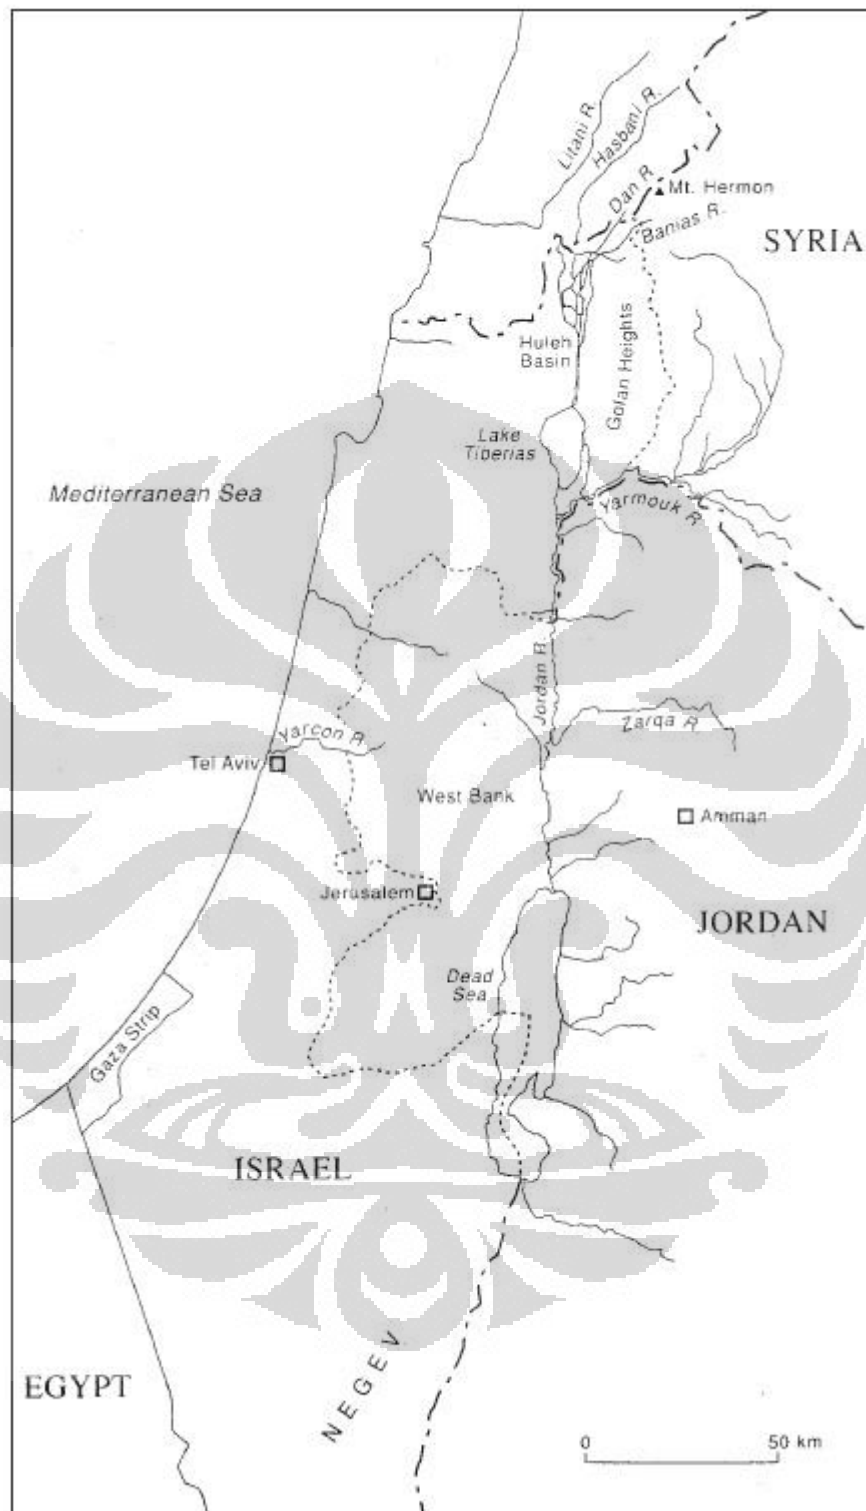 Litani R.
Hasbani R.
Dan R
Mt. Hermon
Banias R.
SYRIA
Huleh
Basin
Golan Heights
Lake
Tiberias
Mediterranean Sea
Yarmouk R
Jordan R
Yarcon R
Zarqa R
Tel Aviv
West Bank
Amman
Jerusalem
JORDAN
Dead
Sea
Gaza Strip
ISRAEL
EGYPT
NEGEV
0 50 km